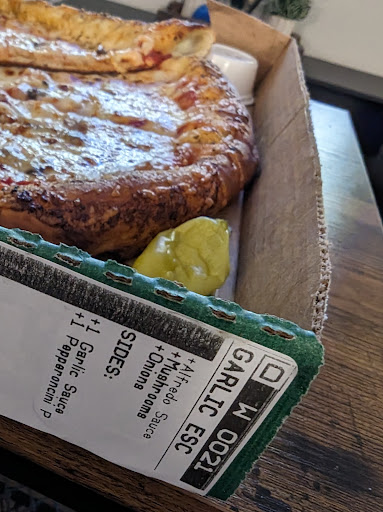 W 0021
GARLIC ESC
+Alfredo Sauce
+Mushrooms
+Onions
SIDES:
+1 Garlic Sauce
+1 Pepperoncini P